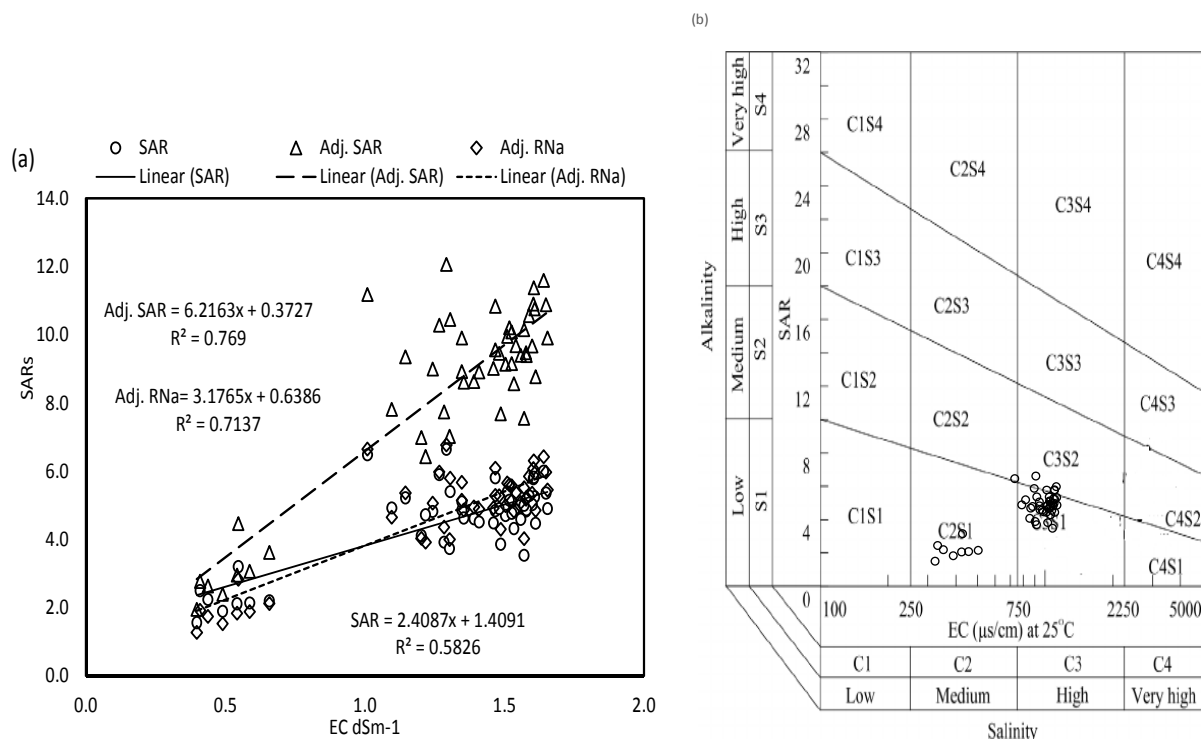 (a)
SAR
Adj. SAR
Adj. RNa
Linear (SAR)
Linear (Adj. SAR)
Linear (Adj. RNa)
14.0
12.0
10.0
8.0
6.0
4.0
2.0
0.0
SARs
Adj. SAR = 6.2163x + 0.3727
R² = 0.769
Adj. RNa= 3.1765x + 0.6386
R² = 0.7137
SAR = 2.4087x + 1.4091
R² = 0.5826
0.0 0.5 1.0 1.5 2.0
EC dSm-1
(b)
Alkalinity
Very high
High
Medium
Low
S4
S3
S2
S1
SAR
32
28
24
20
16
12
8
4
0
C1S4
C2S4
C3S4
C4S4
C1S3
C2S3
C3S3
C4S3
C1S2
C2S2
C3S2
C4S2
C1S1
C2S1
C4S1
100 250 750 2250 5000
EC (µs/cm) at 25°C
C1 C2 C3 C4
Low Medium High Very high
Salinity